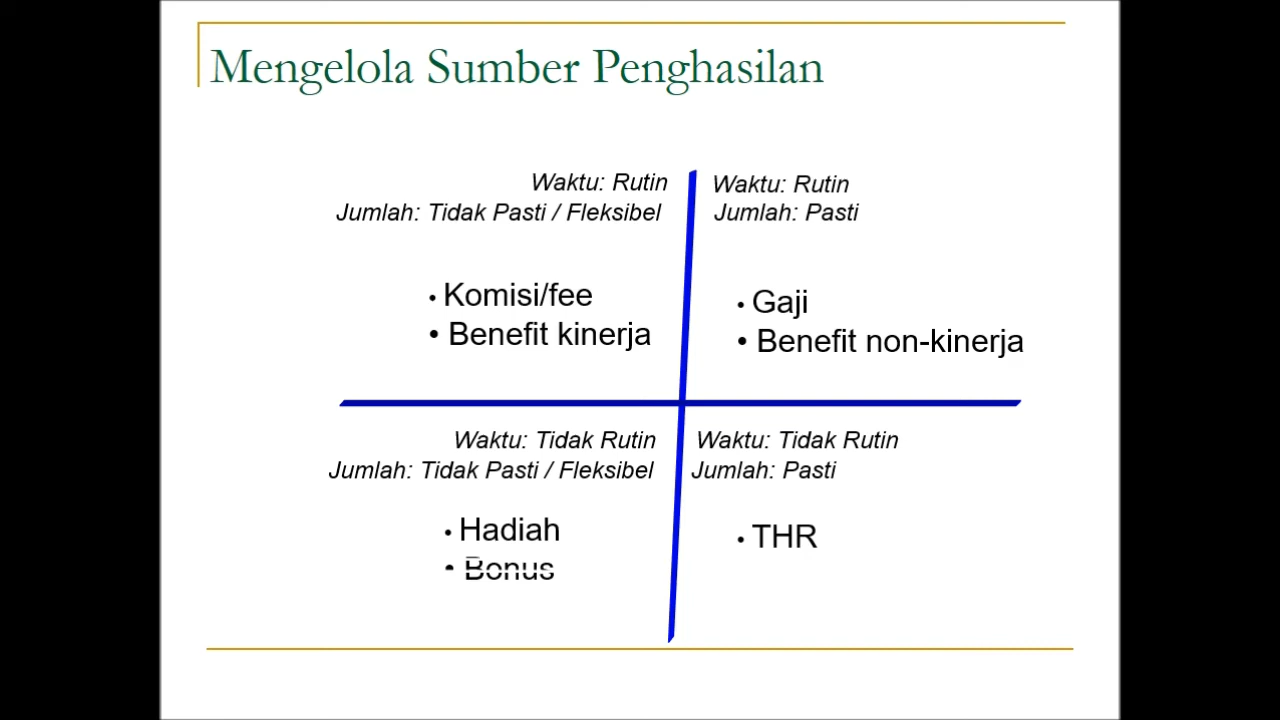 Mengelola Sumber Penghasilan
Waktu: Rutin
Jumlah: Tidak Pasti / Fleksibel
• Komisi/fee
• Benefit kinerja
Waktu: Rutin
Jumlah: Pasti
• Gaji
• Benefit non-kinerja
Waktu: Tidak Rutin
Jumlah: Tidak Pasti / Fleksibel
• Hadiah
• Bonus
Waktu: Tidak Rutin
Jumlah: Pasti
• THR